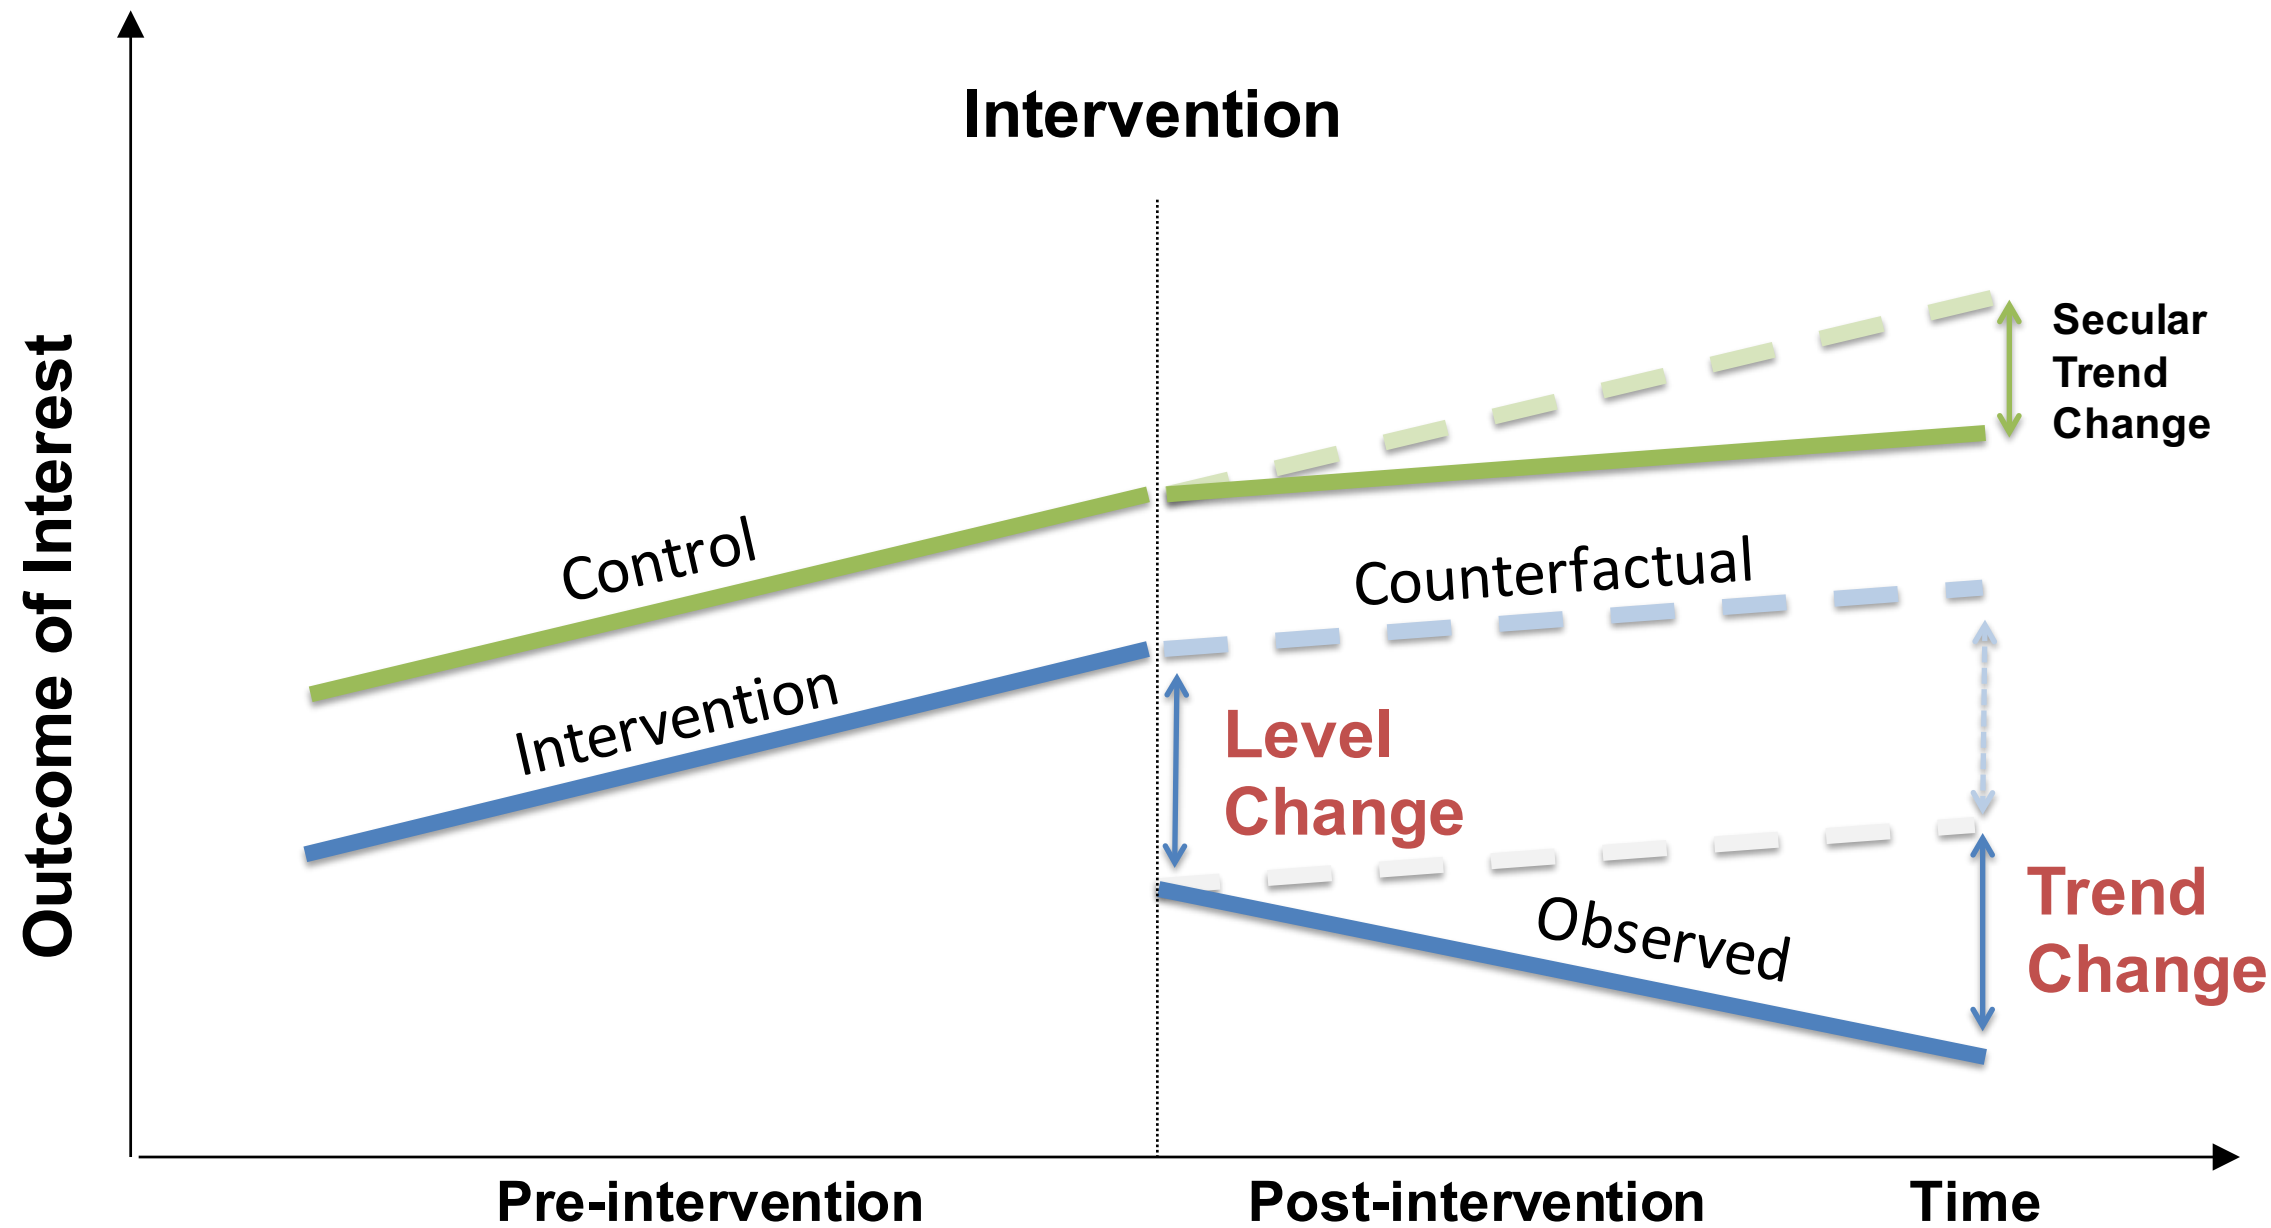 Intervention
Secular
Trend
Change
Outcome of Interest
Control
Counterfactual
Intervention
Level
Change
Trend
Change
Observed
Pre-intervention
Post-intervention
Time